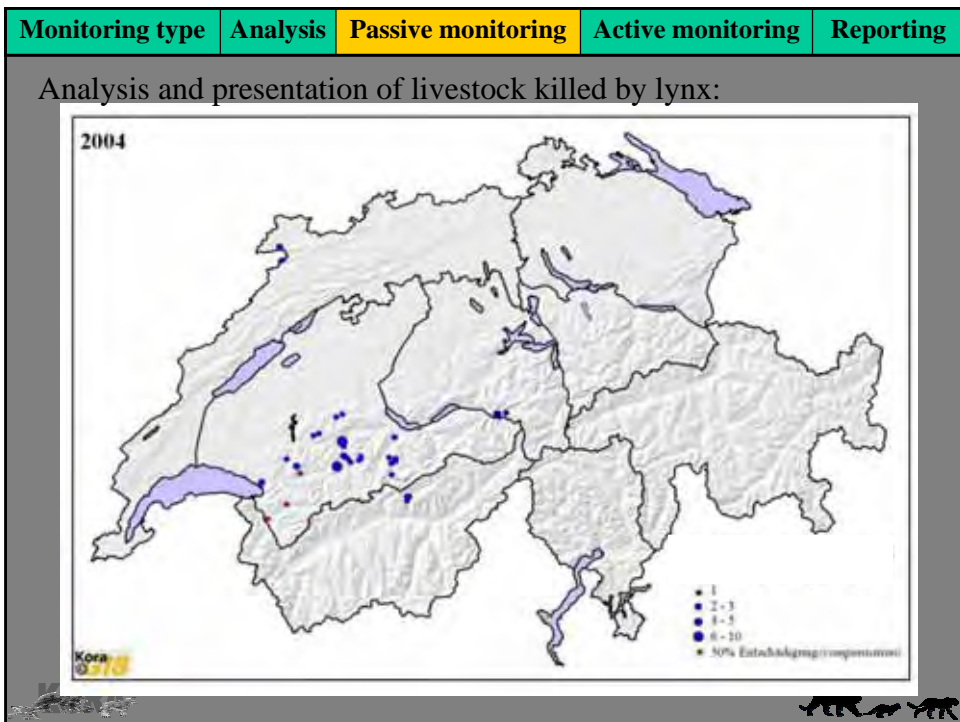 Monitoring type Analysis Passive monitoring Active monitoring Reporting
Analysis and presentation of livestock killed by lynx:
2004
1
2 - 3
4 - 5
6 - 10
50% Entschädigung/compensation
Kora
© GIS